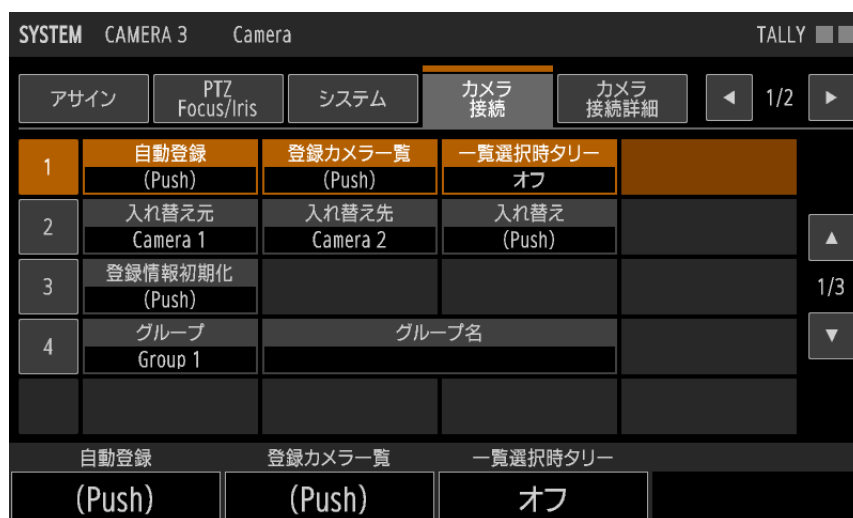 SYSTEM CAMERA 3 Camera TALLY
アサイン PTZ Focus/Iris システム カメラ接続 カメラ接続詳細 ◀ 1/2 ▶
1 自動登録 登録カメラ一覧 一覧選択時タリー
(Push) (Push) オフ
2 入れ替え元 入れ替え先 入れ替え
Camera 1 Camera 2 (Push)
▲
3 登録情報初期化
(Push)
1/3
4 グループ グループ名
Group 1
▼
自動登録 登録カメラ一覧 一覧選択時タリー
(Push) (Push) オフ